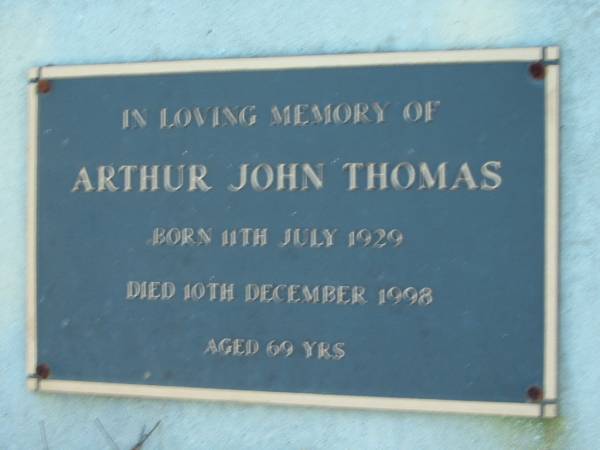 IN LOVING MEMORY OF
ARTHUR JOHN THOMAS
BORN 11TH JULY 1929
DIED 10TH DECEMBER 1998
AGED 69 YRS